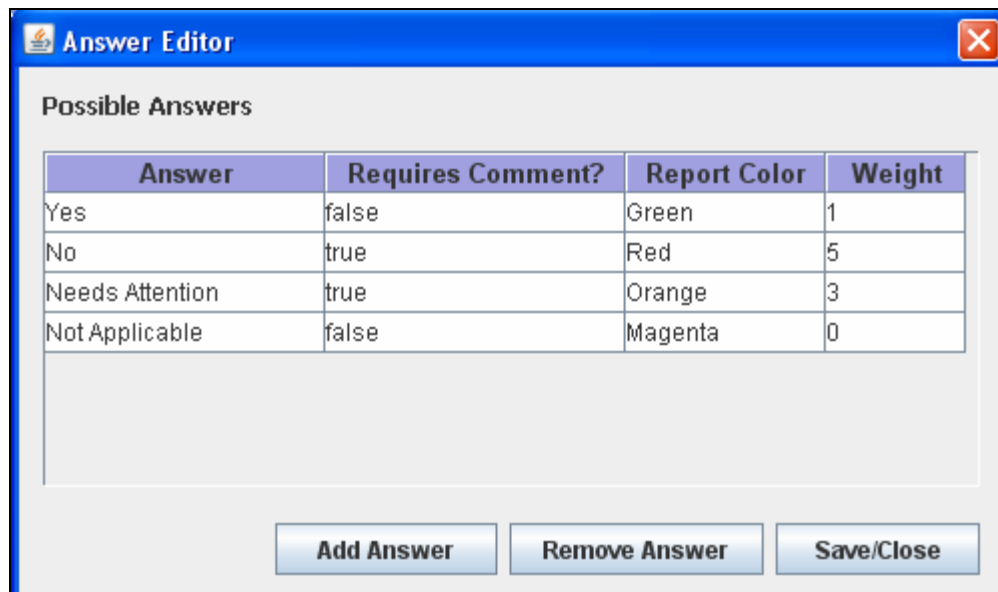 Answer Editor
Possible Answers
Answer Requires Comment? Report Color Weight
Yes false Green 1
No true Red 5
Needs Attention true Orange 3
Not Applicable false Magenta 0
Add Answer Remove Answer Save/Close